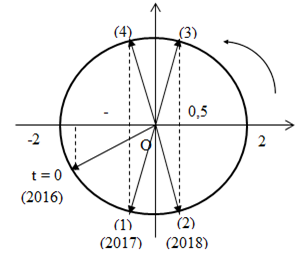 (4) (3)
- 0,5
-2 O 2
t = 0
(2016)
(1) (2)
(2017) (2018)